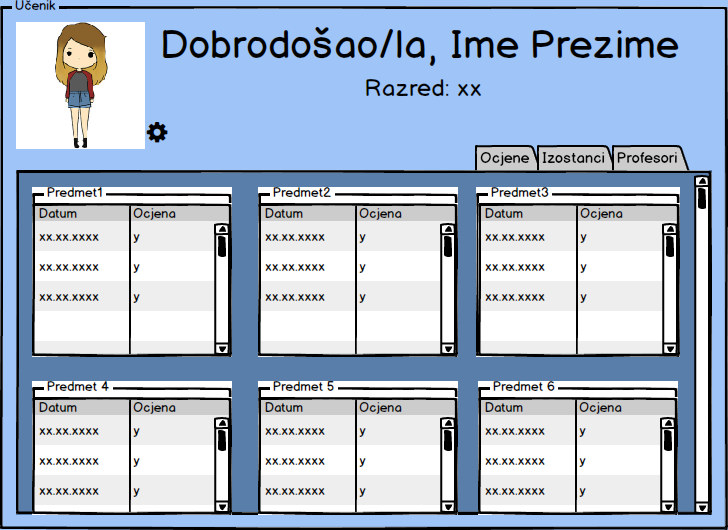 Učenik
Dobrodošao/la, Ime Prezime
Razred: xx
Ocjene Izostanci Profesori
Predmet1 Predmet2 Predmet3
Datum Ocjena Datum Ocjena Datum Ocjena
xx.xx.xxxx y xx.xx.xxxx y xx.xx.xxxx y
xx.xx.xxxx y xx.xx.xxxx y xx.xx.xxxx y
xx.xx.xxxx y xx.xx.xxxx y xx.xx.xxxx y
Predmet 4 Predmet 5 Predmet 6
Datum Ocjena Datum Ocjena Datum Ocjena
xx.xx.xxxx y xx.xx.xxxx y xx.xx.xxxx y
xx.xx.xxxx y xx.xx.xxxx y xx.xx.xxxx y
xx.xx.xxxx y xx.xx.xxxx y xx.xx.xxxx y